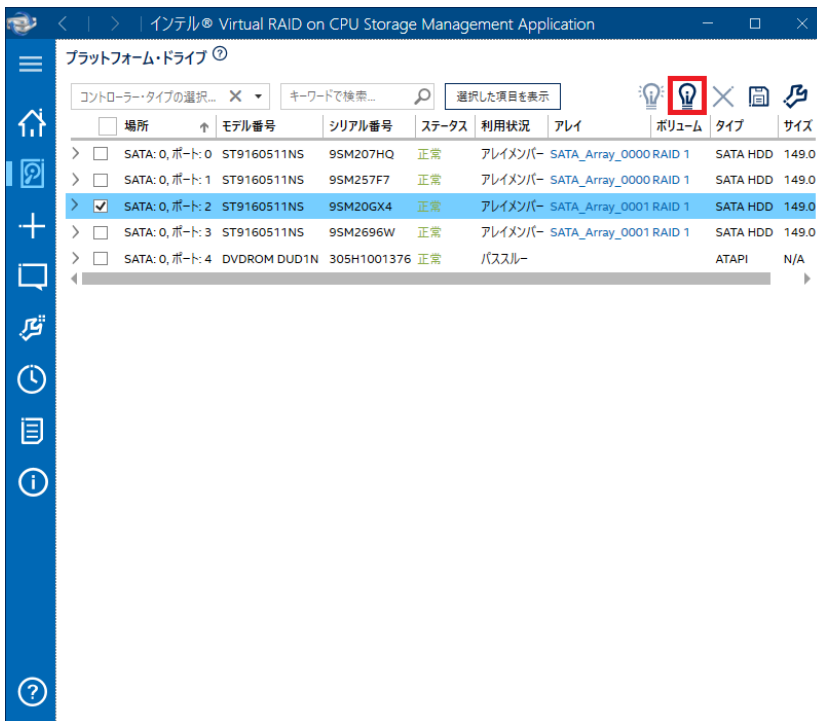 インテル® Virtual RAID on CPU Storage Management Application
プラットフォーム・ドライブ ?
コントローラー・タイプの選択... キーワードで検索... 選択した項目を表示
場所 モデル番号 シリアル番号 ステータス 利用状況 アレイ ボリューム タイプ サイズ
SATA: 0, ポート: 0 ST9160511NS 9SM207HQ 正常 アレイメンバー SATA_Array_0000 RAID 1 SATA HDD 149.0
SATA: 0, ポート: 1 ST9160511NS 9SM257F7 正常 アレイメンバー SATA_Array_0000 RAID 1 SATA HDD 149.0
SATA: 0, ポート: 2 ST9160511NS 9SM20GX4 正常 アレイメンバー SATA_Array_0001 RAID 1 SATA HDD 149.0
SATA: 0, ポート: 3 ST9160511NS 9SM2696W 正常 アレイメンバー SATA_Array_0001 RAID 1 SATA HDD 149.0
SATA: 0, ポート: 4 DVDROM DUD1N 305H1001376 正常 パススルー ATAPI N/A